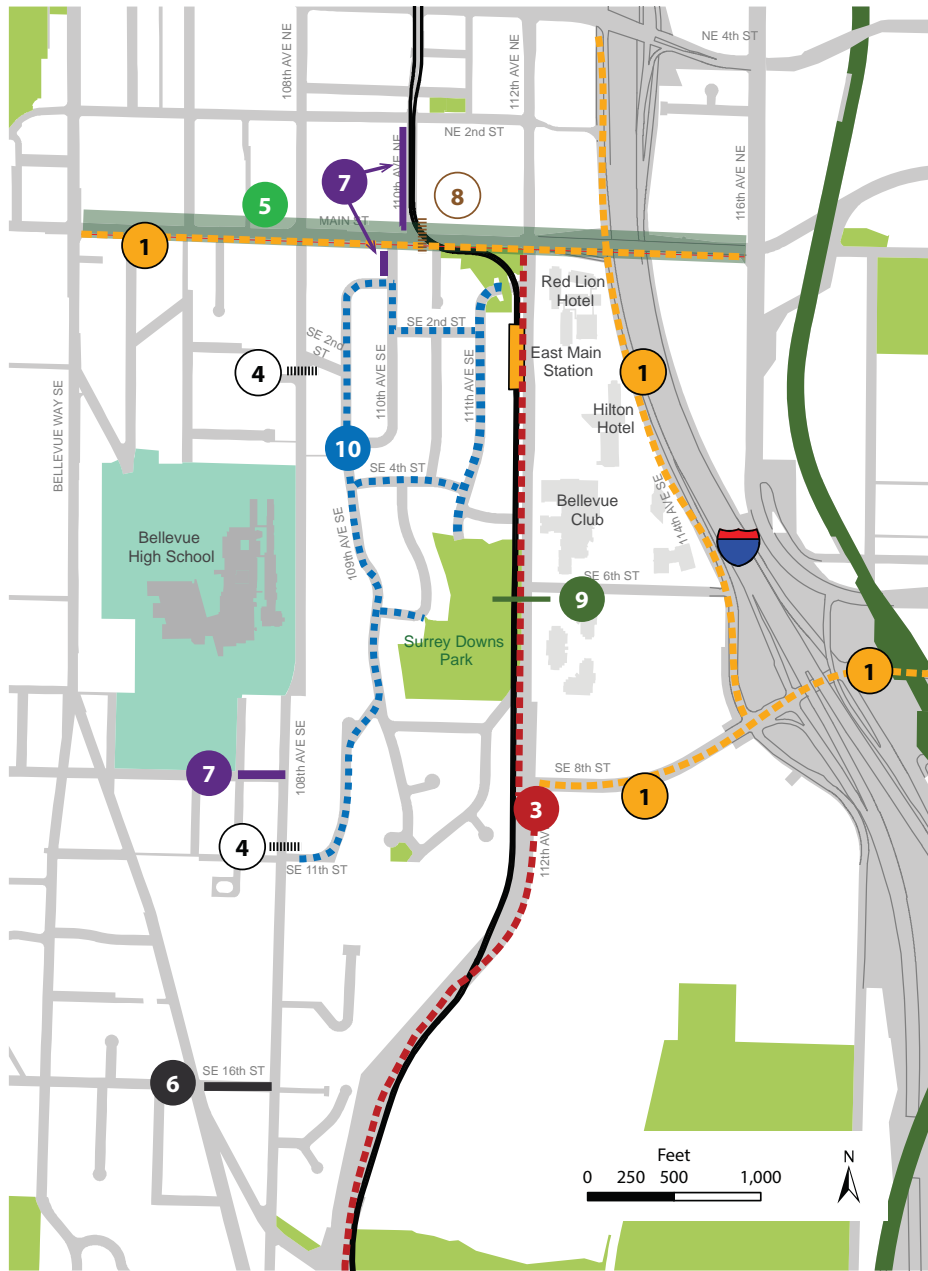 NE 4th ST
108th AVE NE
112th AVE NE
NE 2nd ST
110th AVE NE
116th AVE NE
7
8
5
MAIN ST
1
Red Lion
Hotel
SE 2nd ST
SE 2nd
ST
East Main
Station
4
1
110th AVE SE
111th AVE SE
Hilton
Hotel
BELLEVUE WAY SE
10
SE 4th ST
Bellevue
Club
114th AVE SE
Bellevue
High School
109th AVE SE
SE 6th ST
9
Surrey Downs
Park
1
108th AVE SE
7
SE 8th ST
1
3
112th AV
4
SE 11th ST
SE 16th ST
6
Feet
0 250 500 1,000
N